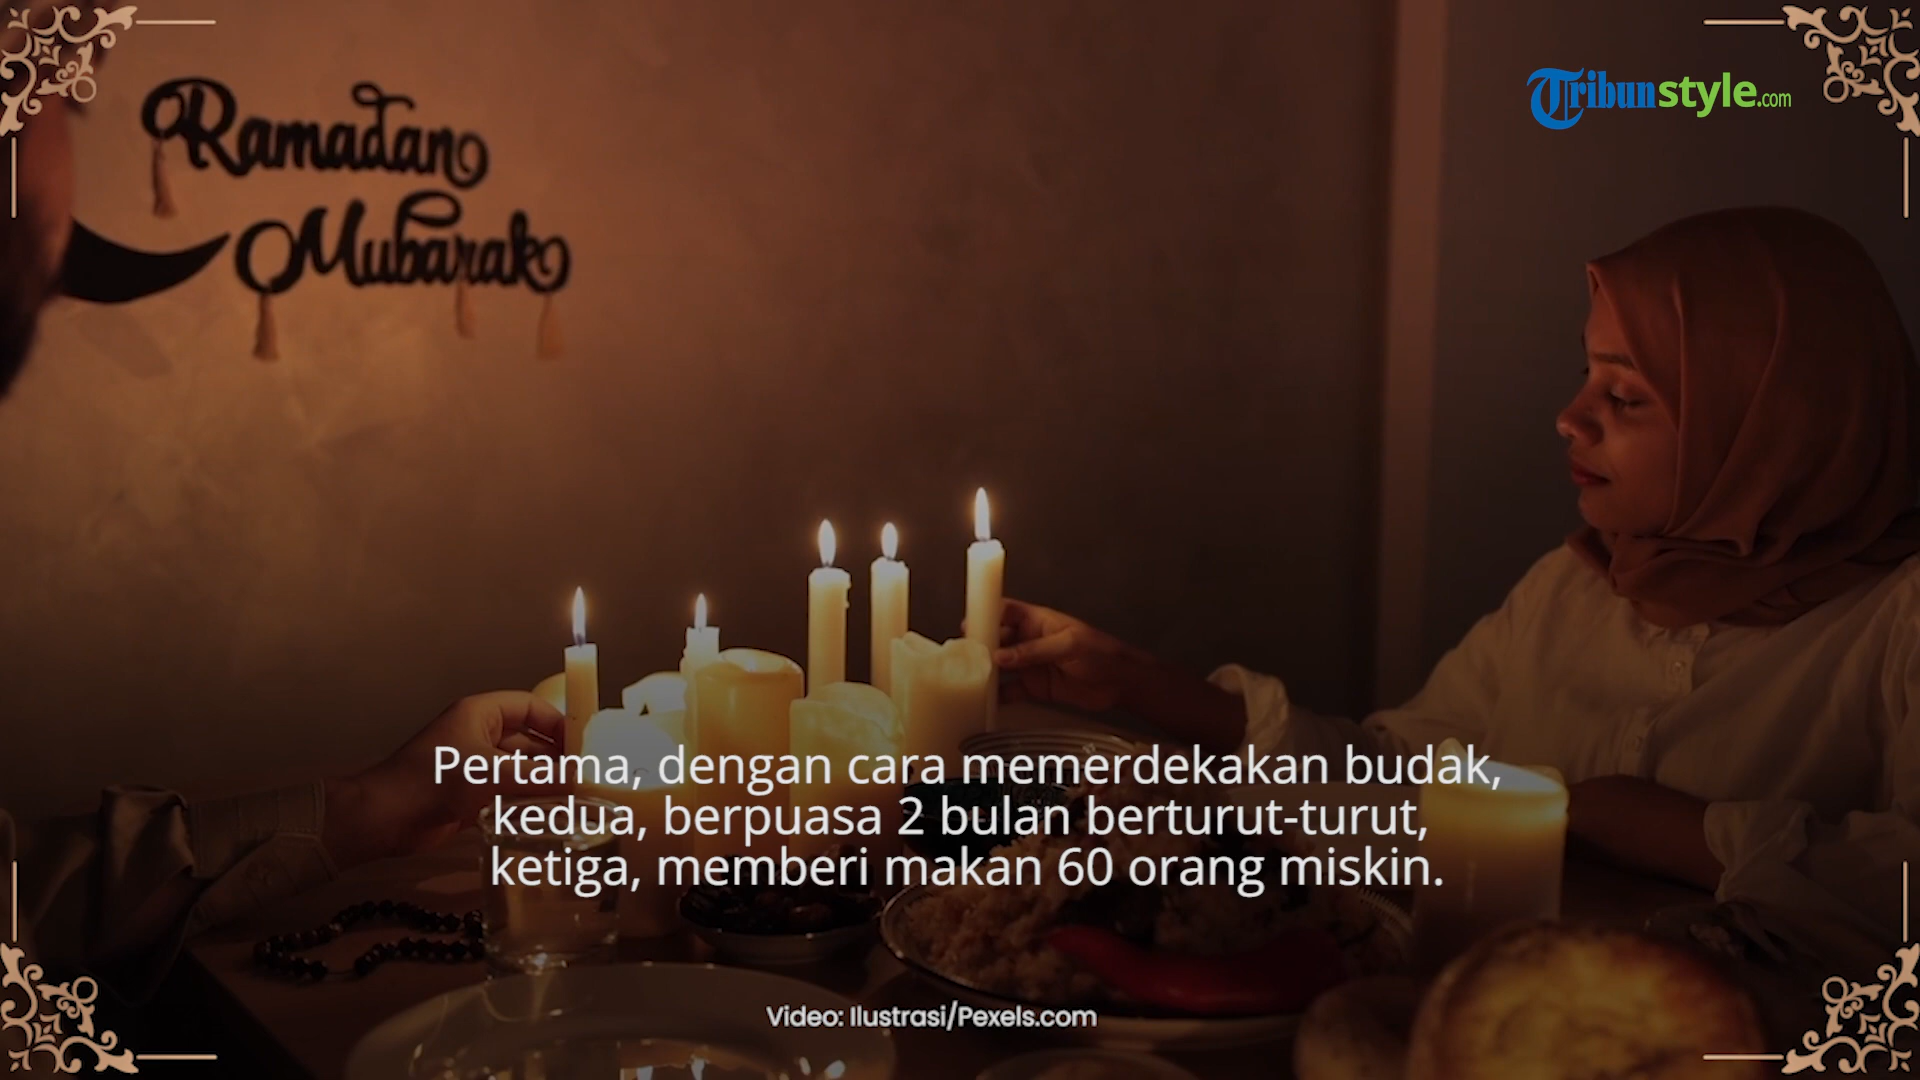 Ramadan
Mubarak
Tribunstyle.com
Pertama, dengan cara memerdekakan budak,
kedua, berpuasa 2 bulan berturut-turut,
ketiga, memberi makan 60 orang miskin.
Video: Ilustrasi/Pexels.com